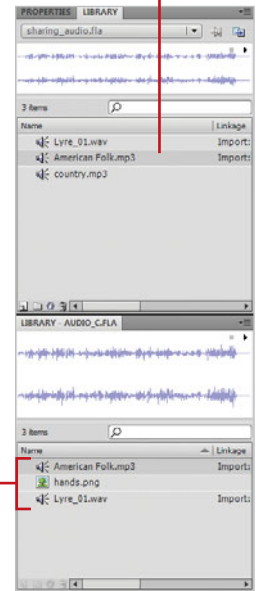 PROPERTIES LIBRARY
sharing_audio.fla
3 items
Name Linkage
Lyre_01.wav Import:
American Folk.mp3 Import:
country.mp3
LIBRARY - AUDIO_C.FLA
3 items
Name Linkage
American Folk.mp3 Import:
hands.png
Lyre_01.wav Import: